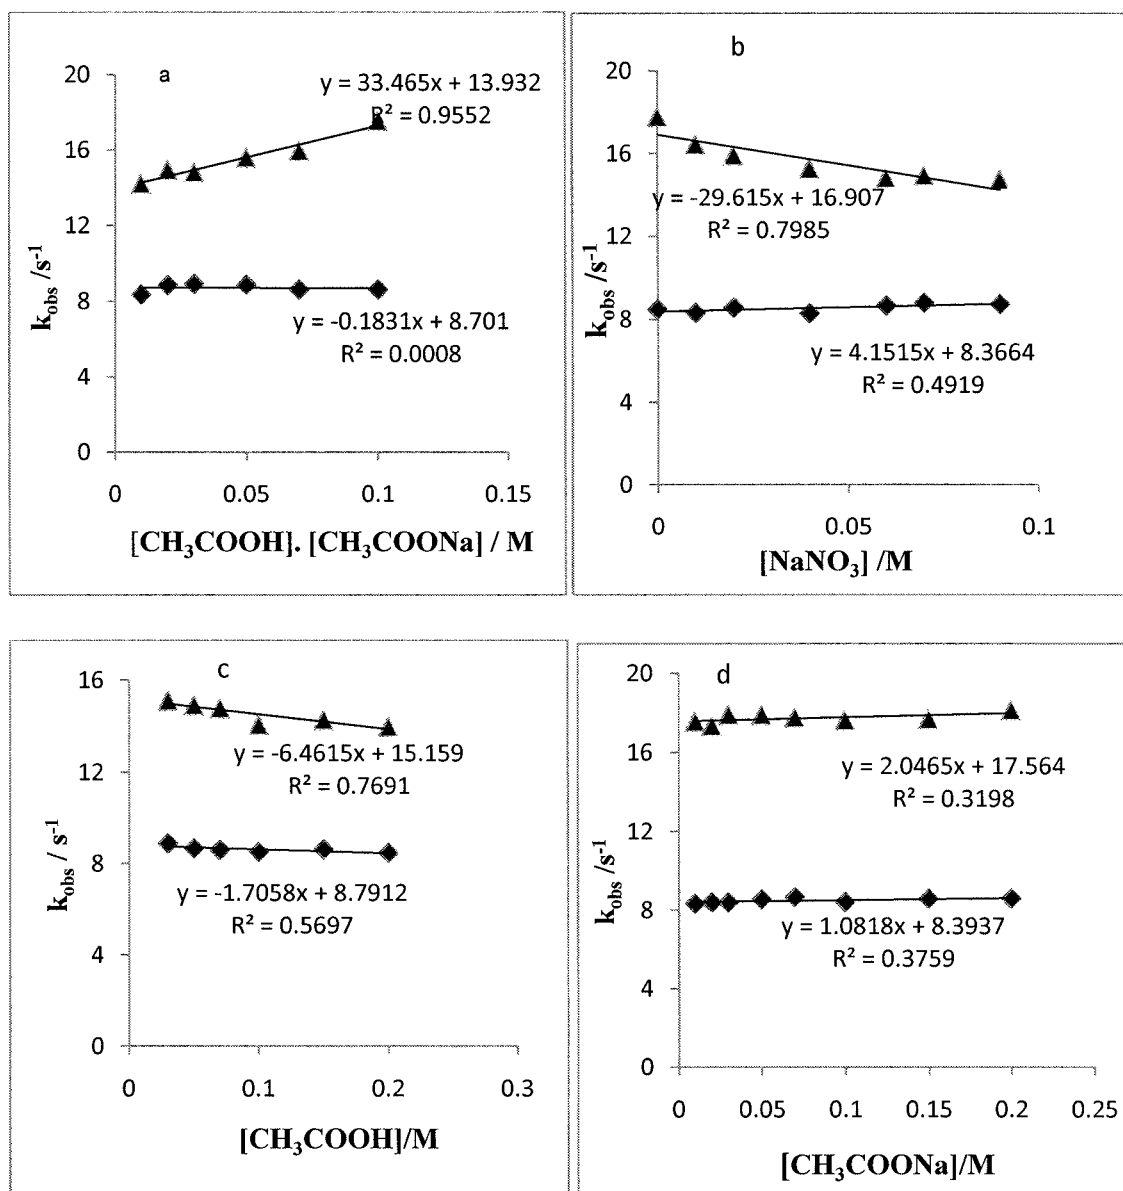 a
20
16
12
8
4
0
k_obs /s⁻¹
y = 33.465x + 13.932
R² = 0.9552
y = -0.1831x + 8.701
R² = 0.0008
0 0.05 0.1 0.15
[CH₃COOH]. [CH₃COONa] / M
b
20
16
12
8
4
0
k_obs /s⁻¹
y = -29.615x + 16.907
R² = 0.7985
y = 4.1515x + 8.3664
R² = 0.4919
0 0.05 0.1
[NaNO₃] /M
c
16
12
8
4
0
k_obs / s⁻¹
y = -6.4615x + 15.159
R² = 0.7691
y = -1.7058x + 8.7912
R² = 0.5697
0 0.1 0.2 0.3
[CH₃COOH]/M
d
20
16
12
8
4
0
k_obs /s⁻¹
y = 2.0465x + 17.564
R² = 0.3198
y = 1.0818x + 8.3937
R² = 0.3759
0 0.05 0.1 0.15 0.2 0.25
[CH₃COONa]/M